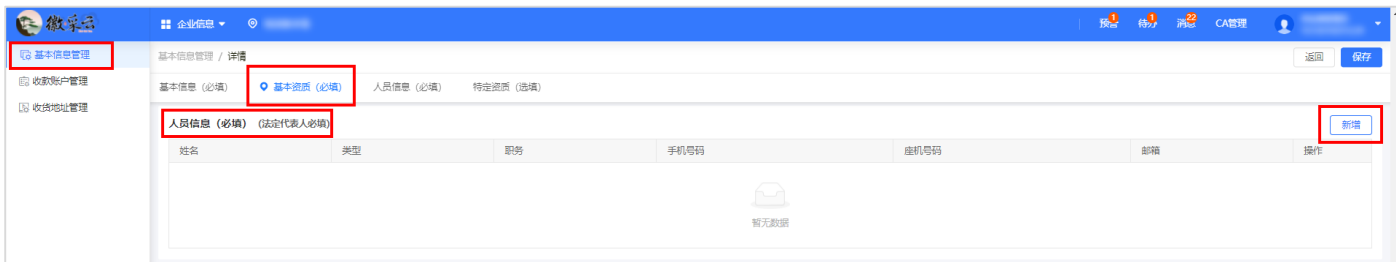 徽采云 企业信息 预警 1 待办 1 消息 22 CA管理
基本信息管理 基本信息管理 / 详情 返回 保存
收款账户管理 基本信息（必填） 基本资质（必填） 人员信息（必填） 特定资质（选填）
收货地址管理
人员信息（必填） (法定代表人必填) 新增
姓名 类型 职务 手机号码 座机号码 邮箱 操作
暂无数据